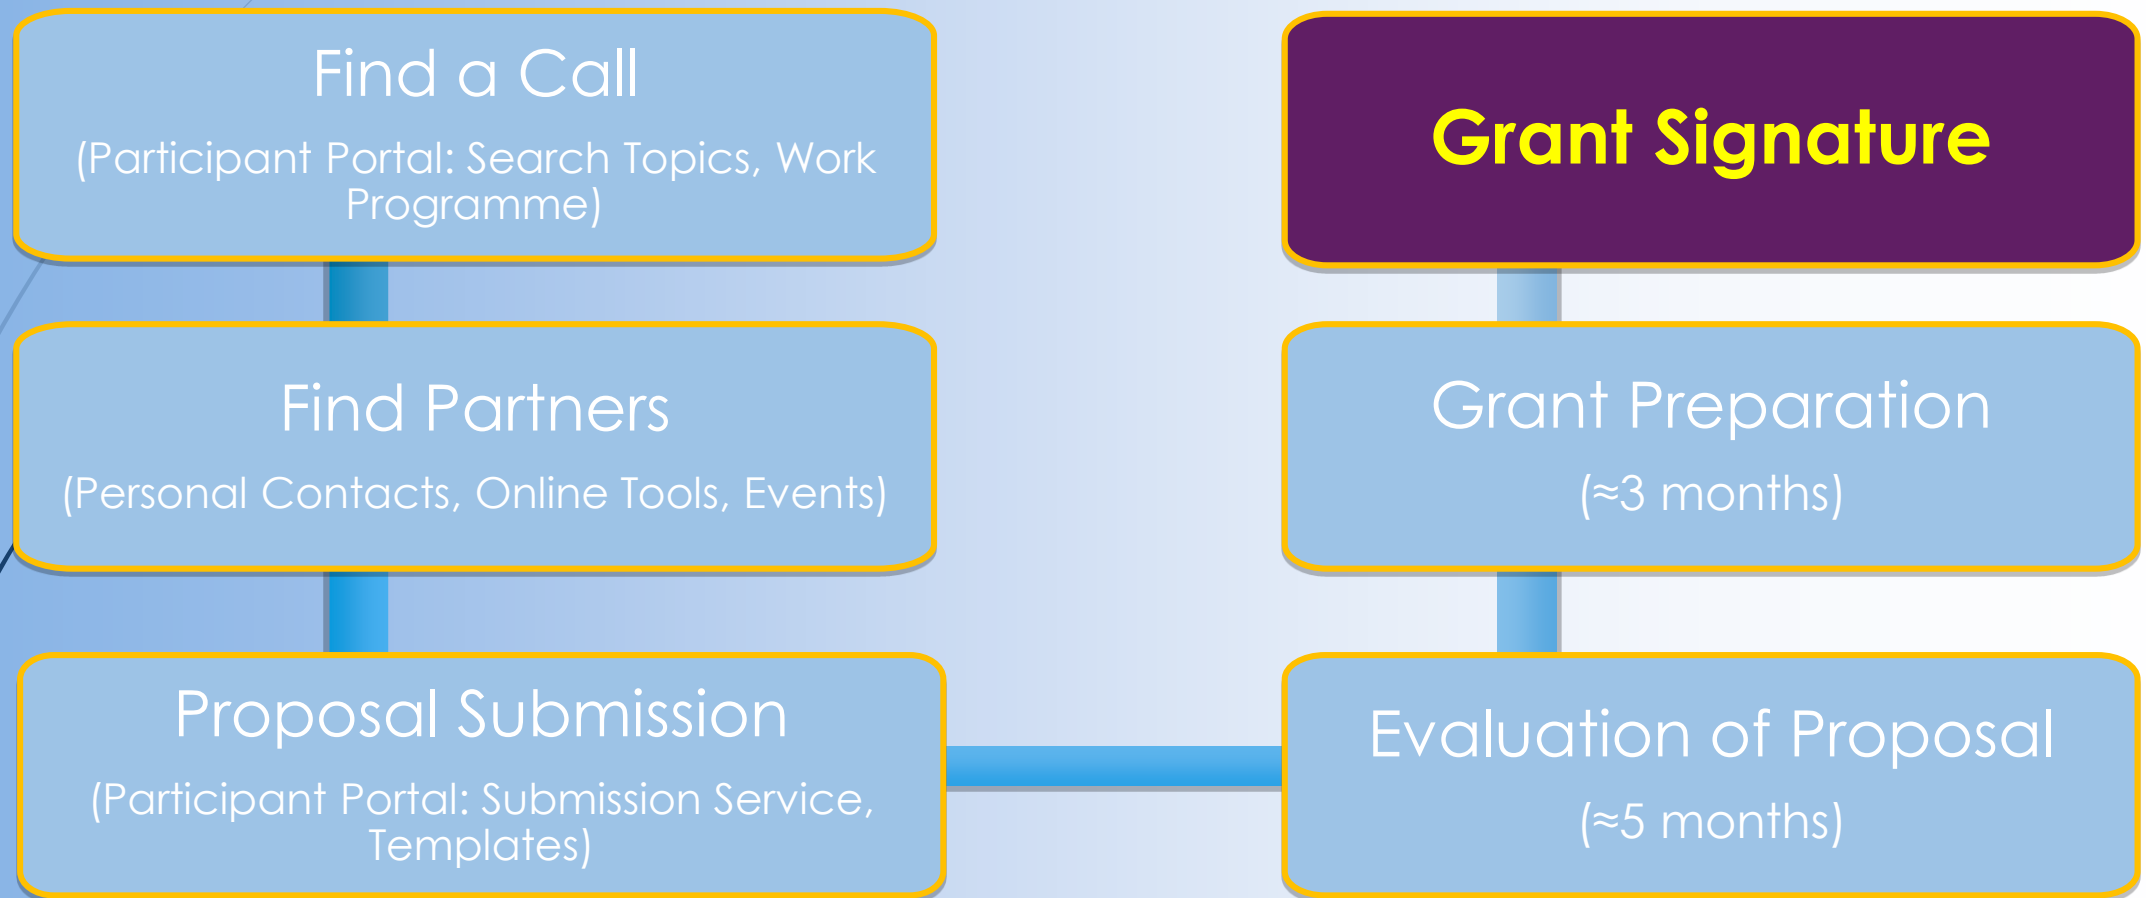 Find a Call
(Participant Portal: Search Topics, Work
Programme)
Find Partners
(Personal Contacts, Online Tools, Events)
Proposal Submission
(Participant Portal: Submission Service,
Templates)
Evaluation of Proposal
(≈5 months)
Grant Preparation
(≈3 months)
Grant Signature